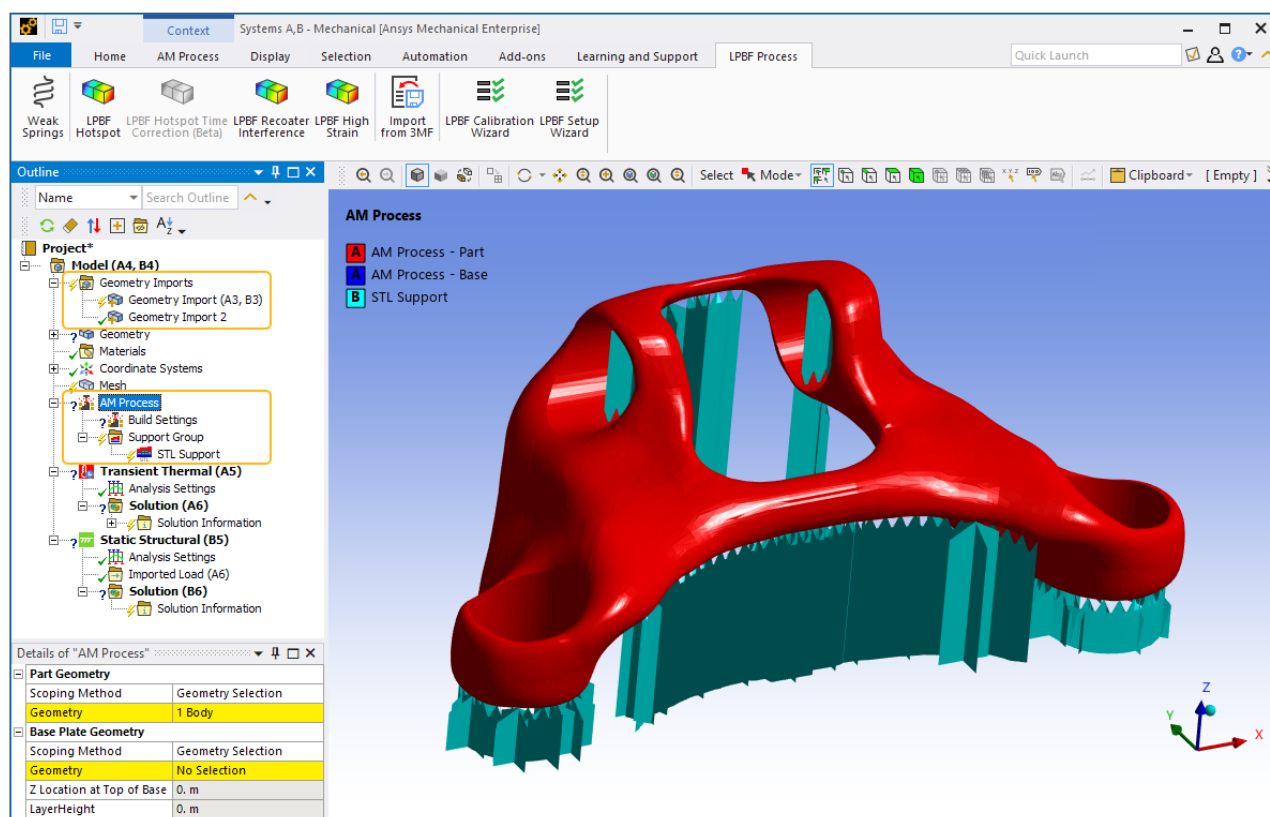 Context
Systems A,B - Mechanical [Ansys Mechanical Enterprise]
File Home AM Process Display Selection Automation Add-ons Learning and Support LPBF Process Quick Launch
Weak Springs
LPBF Hotspot
LPBF Hotspot Time Correction (Beta)
LPBF Recoater Interference
LPBF High Strain
Import from 3MF
LPBF Calibration Wizard
LPBF Setup Wizard
Outline
Name Search Outline
Project*
Model (A4, B4)
Geometry Imports
Geometry Import (A3, B3)
Geometry Import 2
Geometry
Materials
Coordinate Systems
Mesh
AM Process
Build Settings
Support Group
STL Support
Transient Thermal (A5)
Analysis Settings
Solution (A6)
Solution Information
Static Structural (B5)
Analysis Settings
Imported Load (A6)
Solution (B6)
Solution Information
Details of "AM Process"
Part Geometry
Scoping Method Geometry Selection
Geometry 1 Body
Base Plate Geometry
Scoping Method Geometry Selection
Geometry No Selection
Z Location at Top of Base 0. m
LayerHeight 0. m
Select Mode Clipboard [ Empty ]
AM Process
A AM Process - Part
A AM Process - Base
B STL Support
Z
Y
X